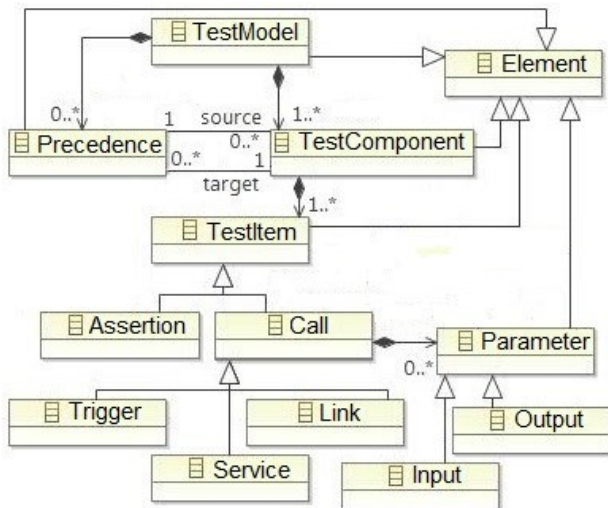 TestModel
Element
0..*
1..*
1
source
0..*
Precedence
TestComponent
0..*
1
target
1..*
TestItem
Assertion
Call
Parameter
0..*
Trigger
Link
Output
Service
Input